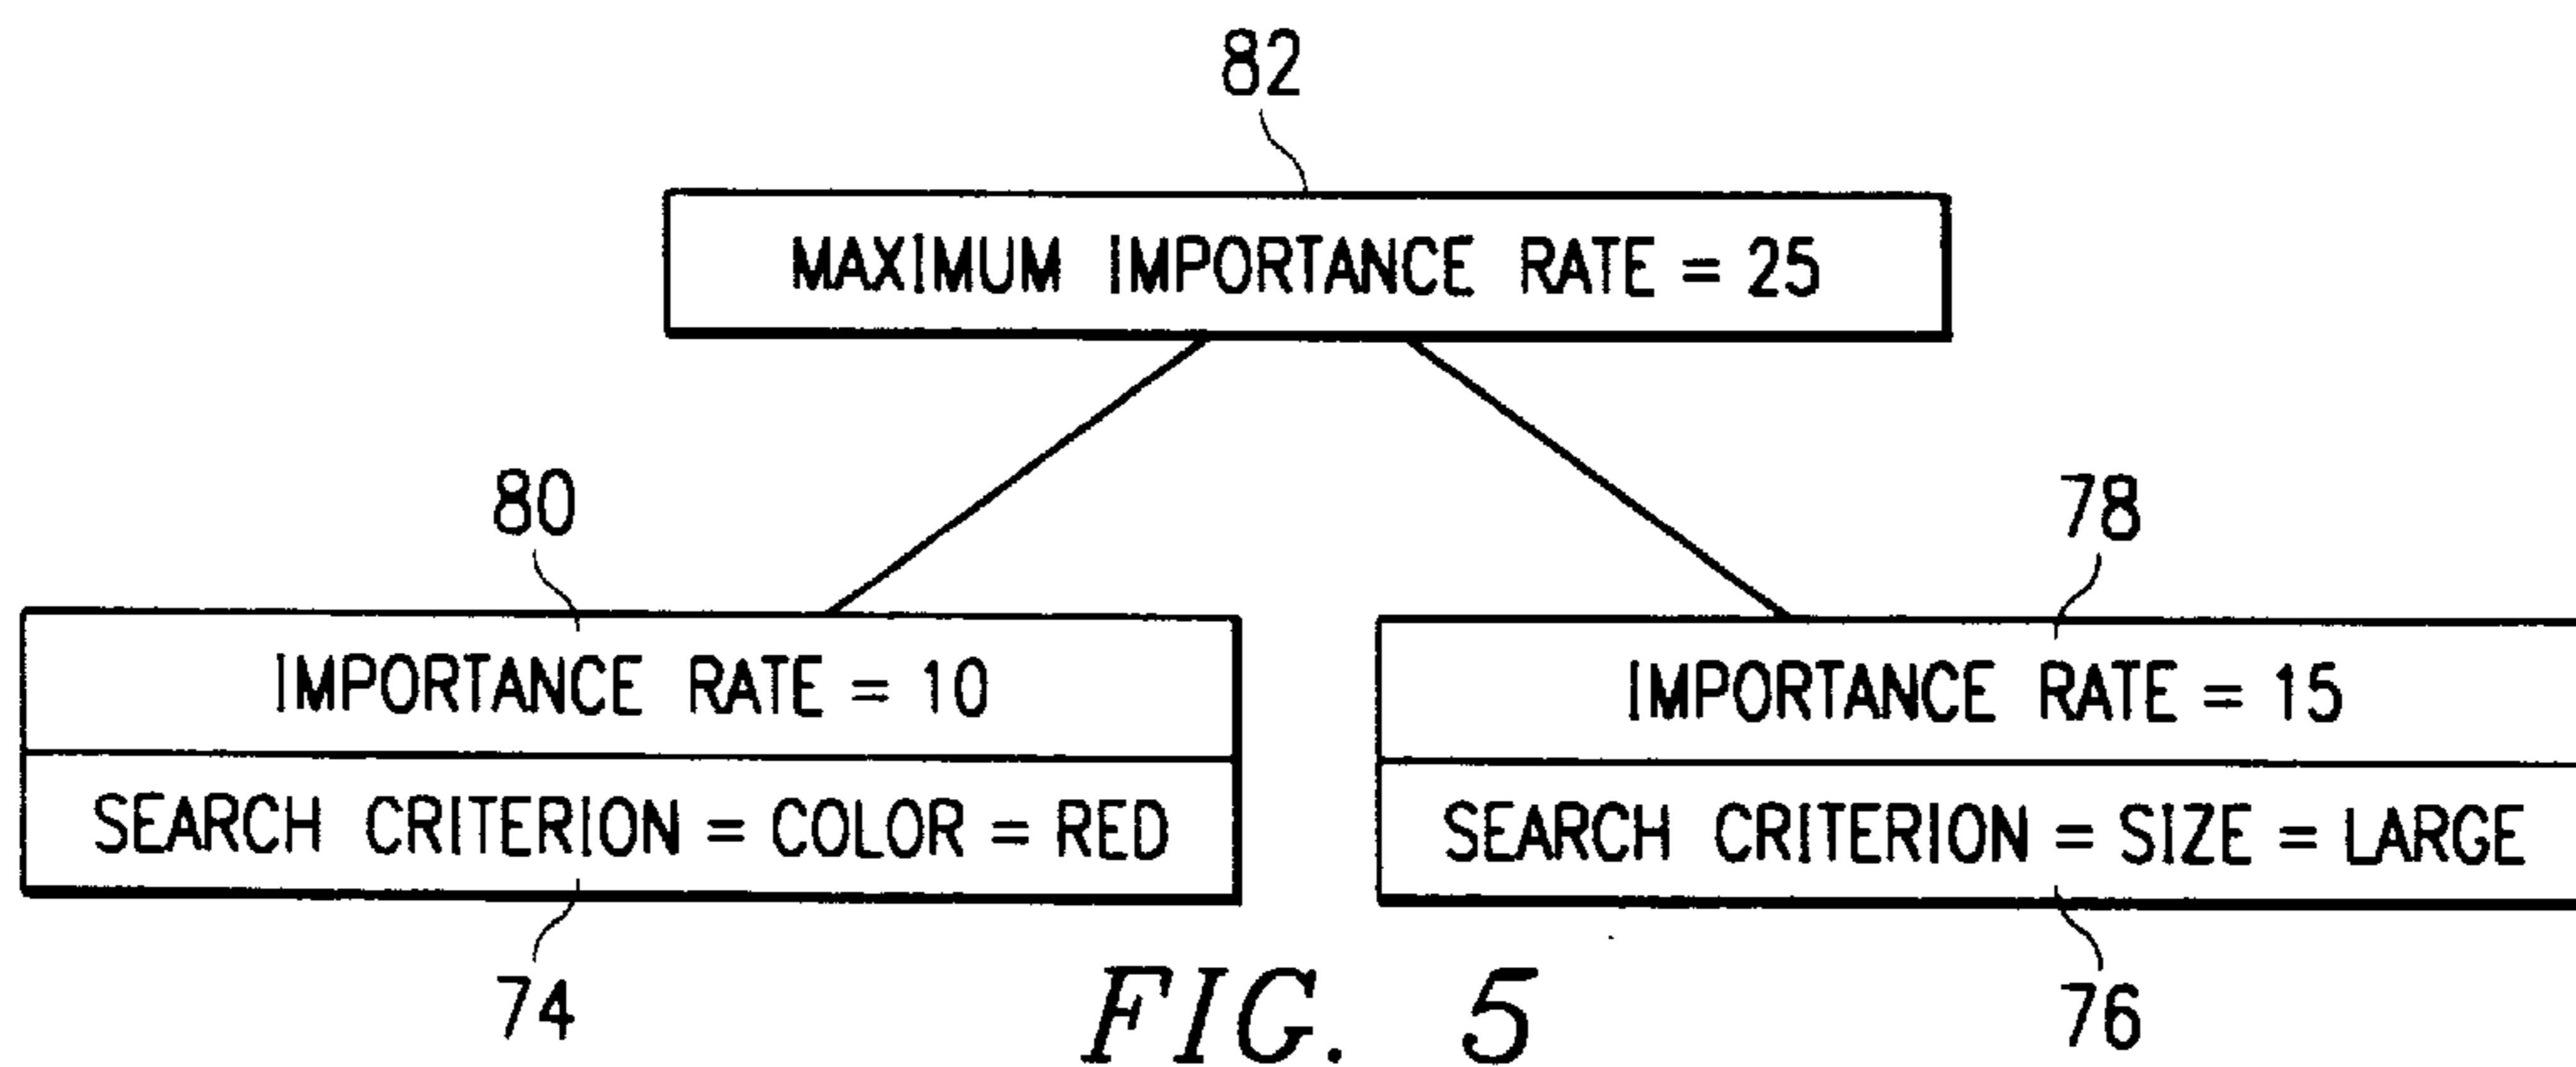 82
MAXIMUM IMPORTANCE RATE = 25
80
78
IMPORTANCE RATE = 10
IMPORTANCE RATE = 15
SEARCH CRITERION = COLOR = RED
SEARCH CRITERION = SIZE = LARGE
74
76
FIG. 5